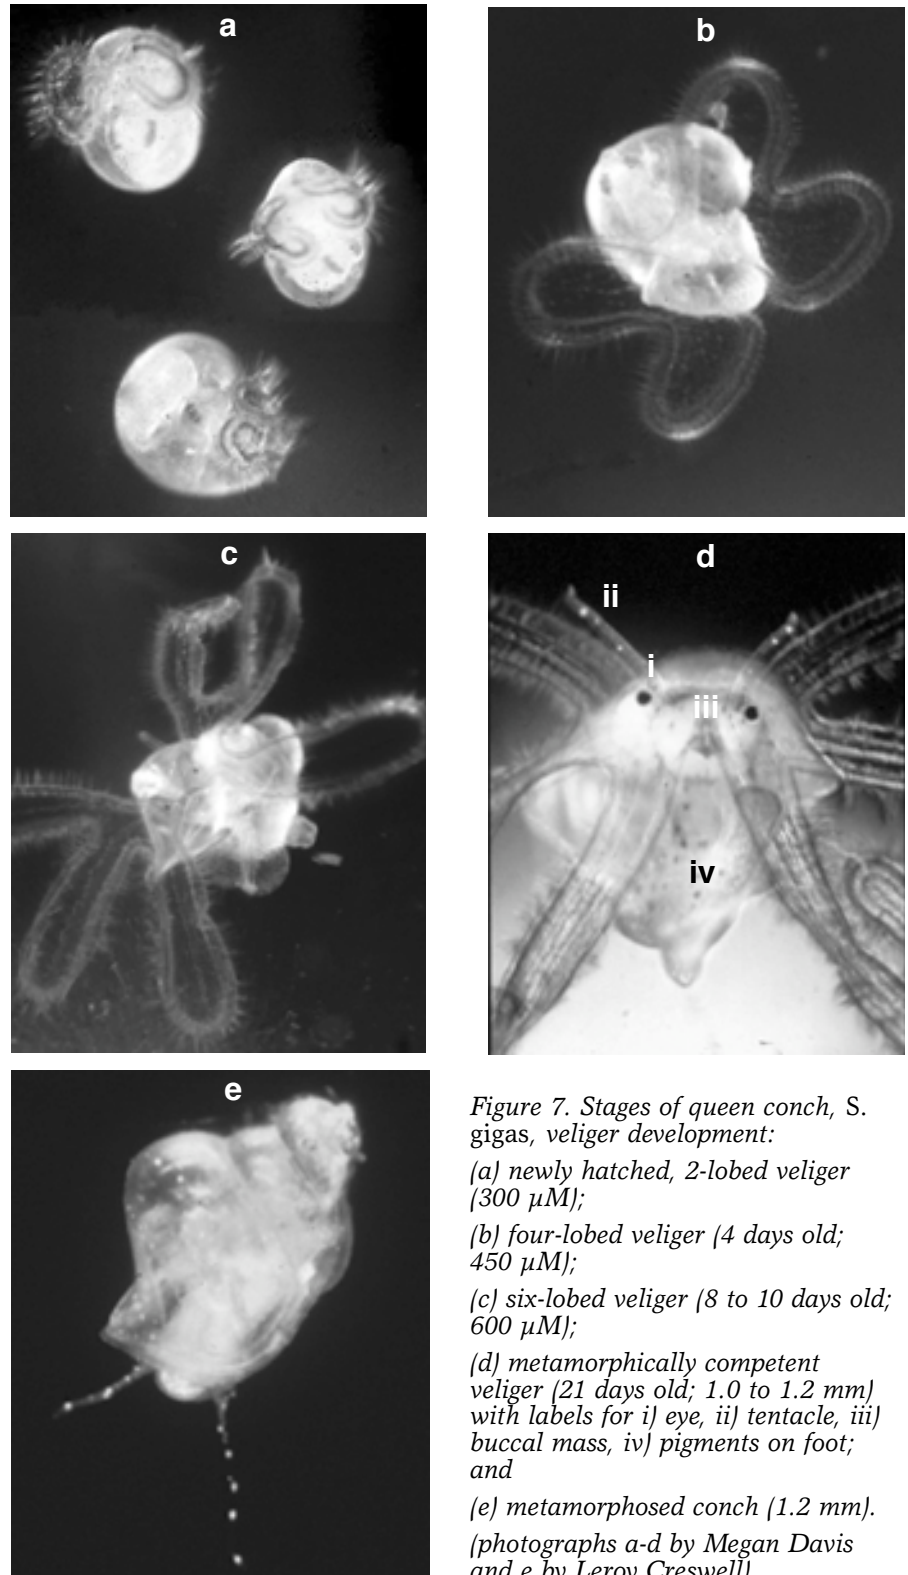 a
b
c
d
ii
i
iii
iv
e
Figure 7. Stages of queen conch, S.
gigas, veliger development:
(a) newly hatched, 2-lobed veliger
(300 µM);
(b) four-lobed veliger (4 days old;
450 µM);
(c) six-lobed veliger (8 to 10 days old;
600 µM);
(d) metamorphically competent
veliger (21 days old; 1.0 to 1.2 mm)
with labels for i) eye, ii) tentacle, iii)
buccal mass, iv) pigments on foot;
and
(e) metamorphosed conch (1.2 mm).
(photographs a-d by Megan Davis
and e by Leroy Creswell)